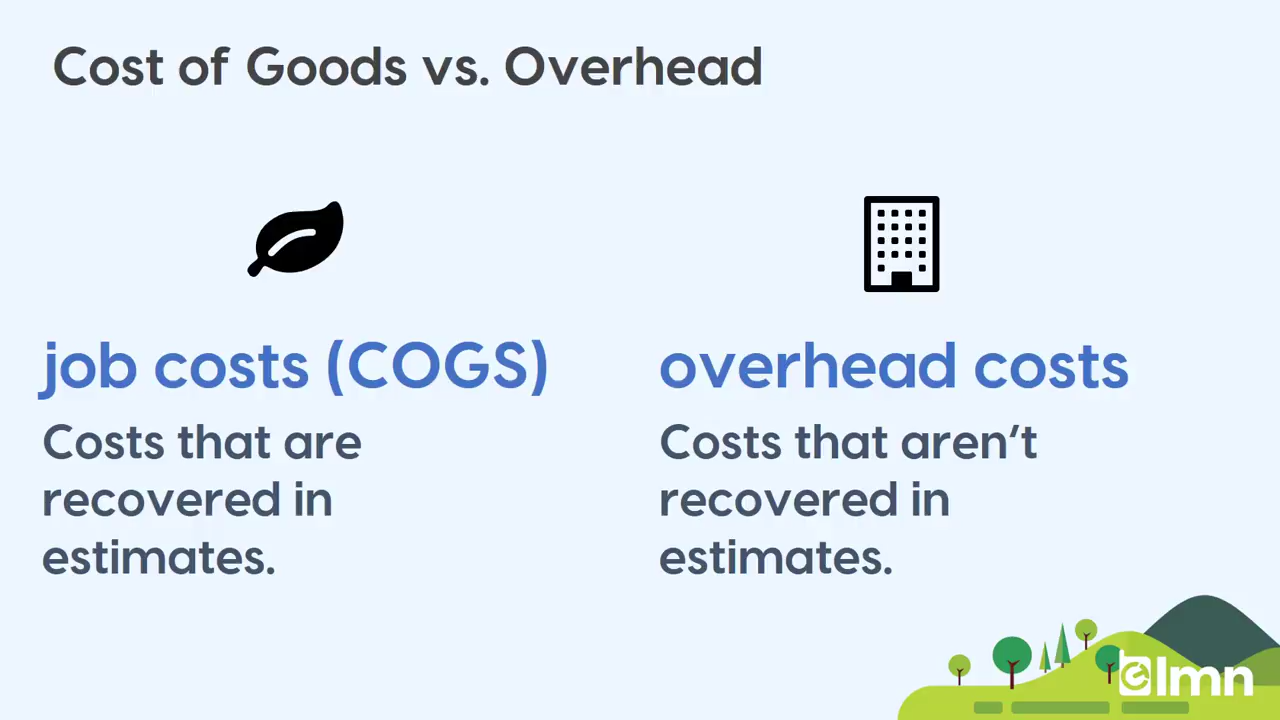 Cost of Goods vs. Overhead
job costs (COGS)
Costs that are
recovered in
estimates.
overhead costs
Costs that aren’t
recovered in
estimates.
lmn